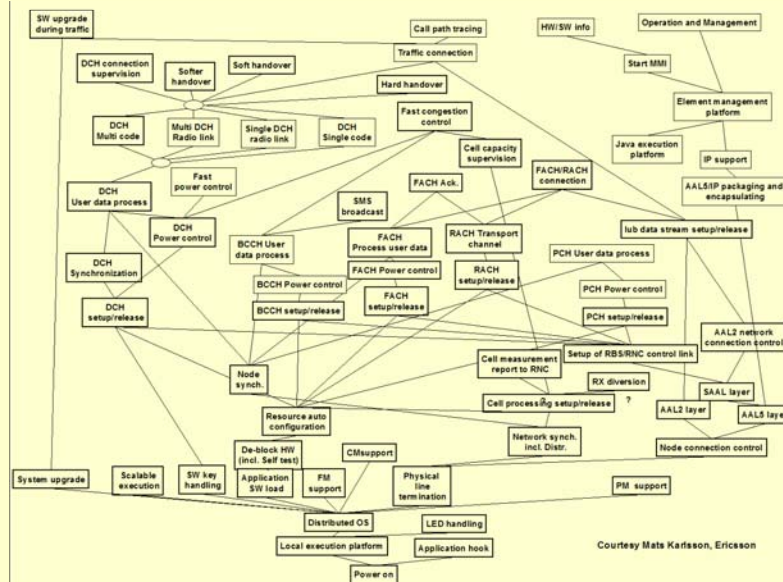 SW upgrade
during traffic
Call path tracing
HW/SW info
Operation and Management
Traffic connection
DCH connection
supervision
Softer
handover
Soft handover
Start MMI
Hard handover
Element management
platform
Fast congestion
control
DCH
Multi code
Multi DCH
Radio link
Single DCH
radio link
DCH
Single code
Cell capacity
supervision
Java execution
platform
IP support
FACH/RACH
connection
Fast
power control
FACH Ack.
AAL5/IP packaging and
encapsulating
DCH
User data process
SMS
broadcast
DCH
Power control
BCCH User
data process
FACH
Process user data
RACH Transport
channel
Iub data stream setup/release
PCH User data process
DCH
Synchronization
FACH Power control
RACH
setup/release
BCCH Power control
PCH Power control
DCH
setup/release
BCCH setup/release
FACH
setup/release
PCH setup/release
AAL2 network
connection control
Cell measurement
report to RNC
Setup of RBS/RNC control link
Node
synch.
RX diversion
SAAL layer
?
?
Cell processing setup/release
AAL2 layer
AAL5 layer
Resource auto
configuration
Network synch.
incl. Distr.
Node connection control
De-block HW
(incl. Self test)
CMsupport
System upgrade
Scalable
execution
SW key
handling
Application
SW load
FM
support
Physical
line
termination
PM support
Distributed OS
LED handling
Local execution platform
Application hook
Courtesy Mats Karlsson, Ericsson
Power on